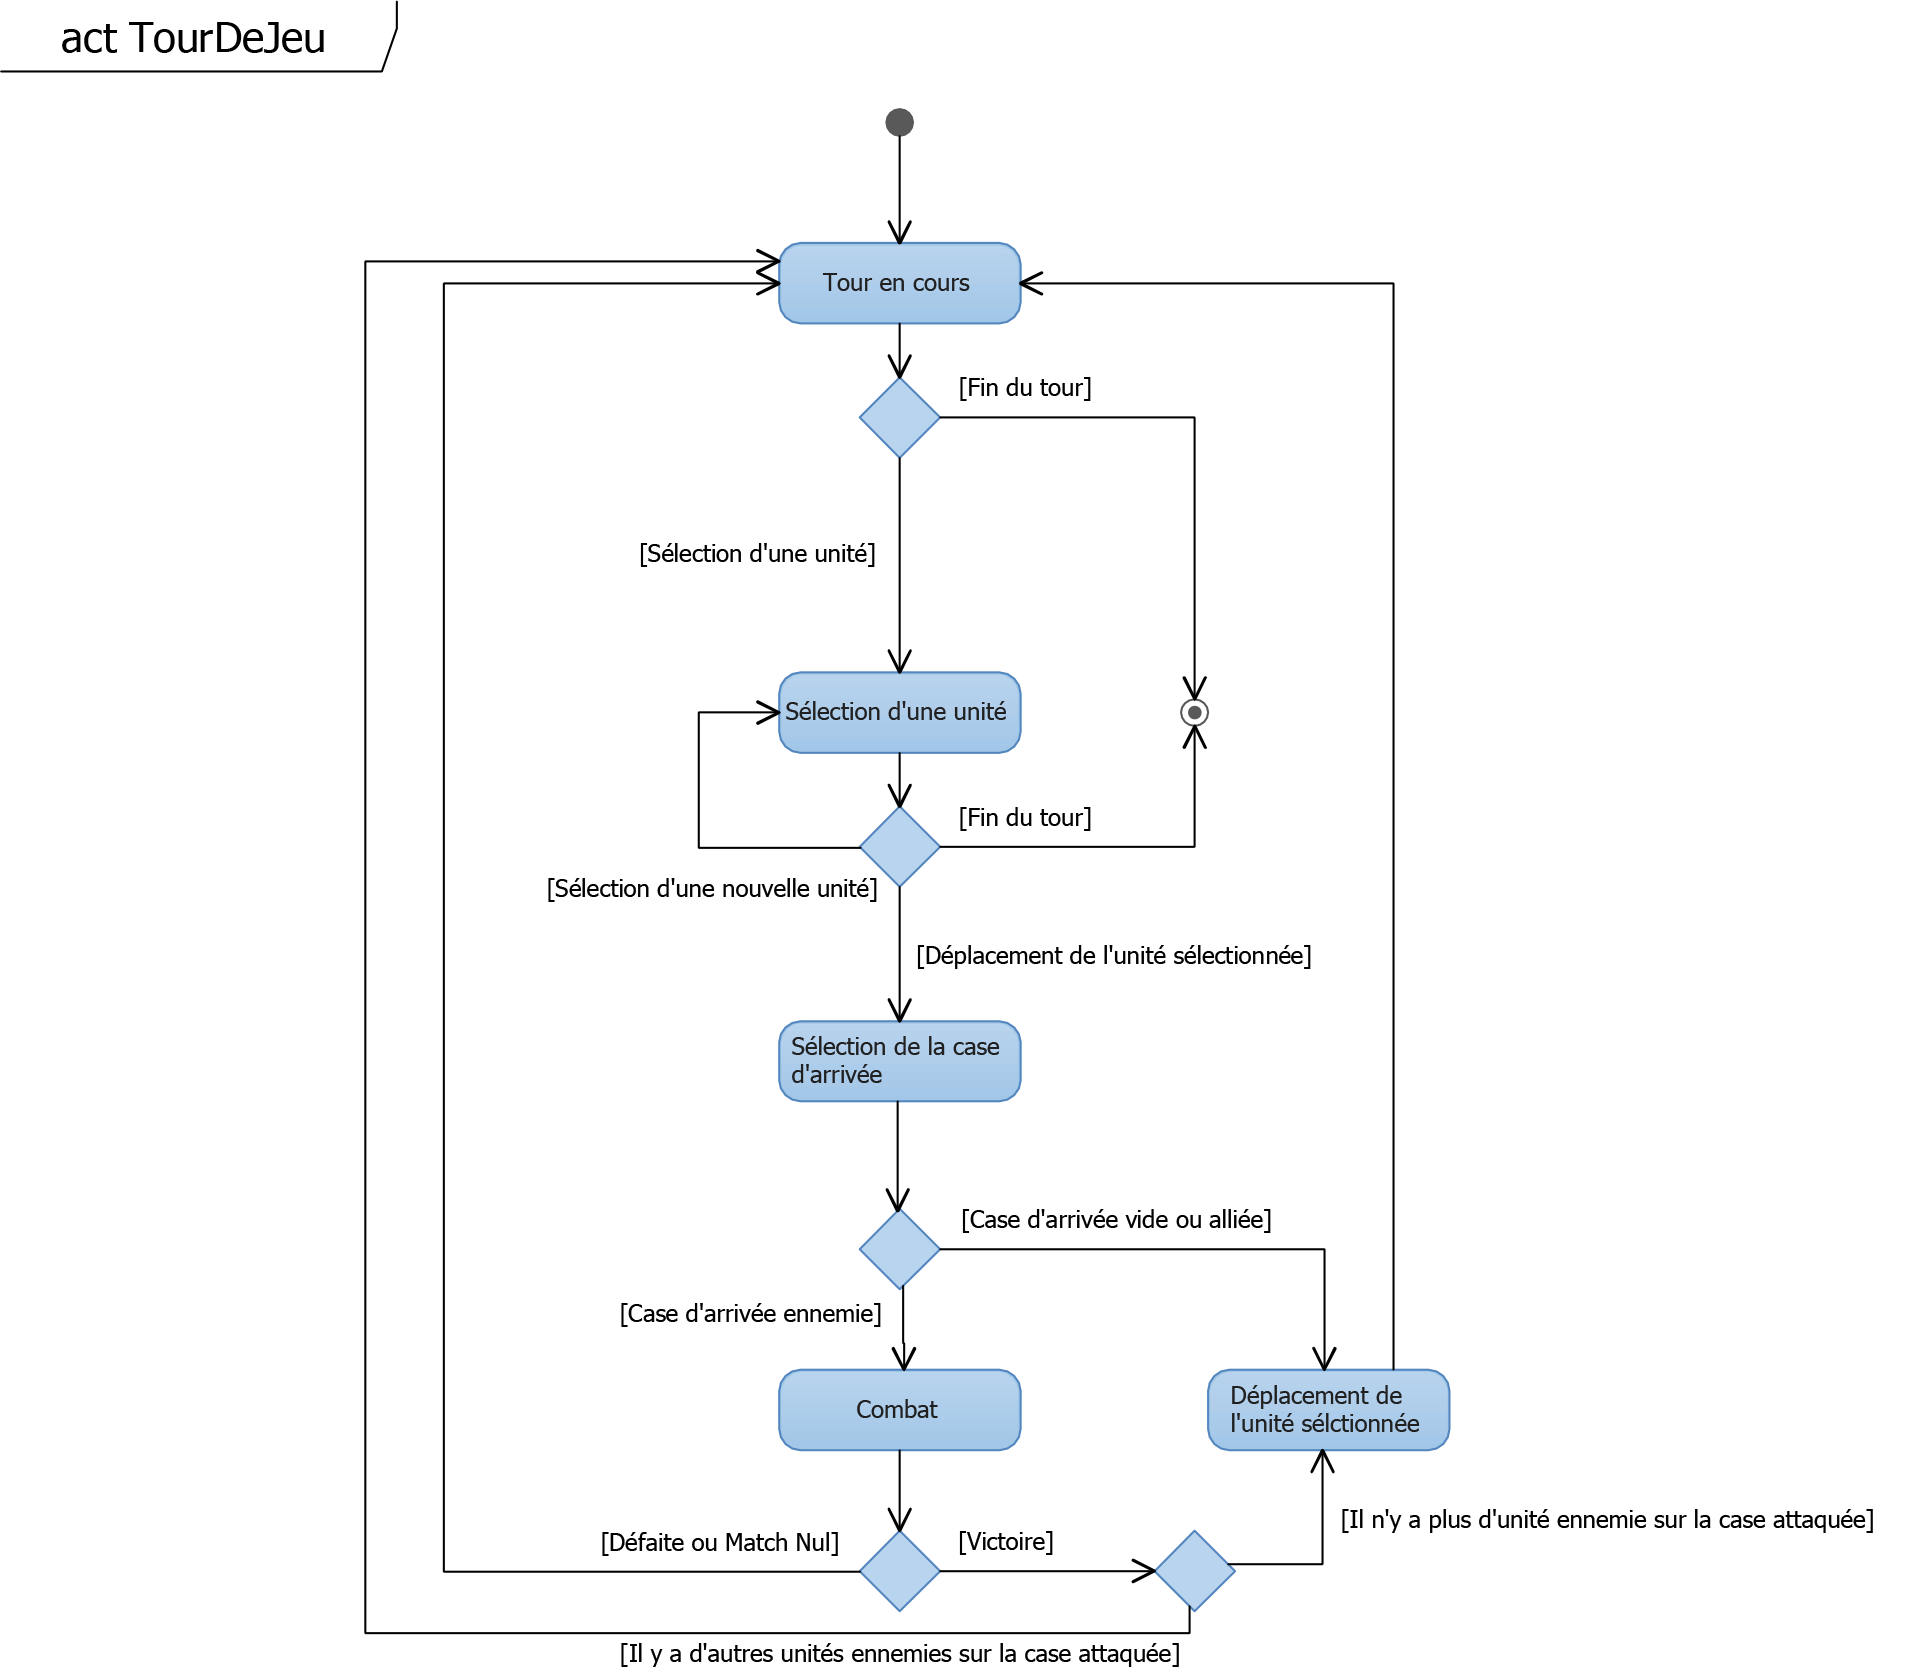 act TourDeJeu
Tour en cours
[Fin du tour]
[Sélection d'une unité]
Sélection d'une unité
[Fin du tour]
[Sélection d'une nouvelle unité]
[Déplacement de l'unité sélectionnée]
Sélection de la case
d'arrivée
[Case d'arrivée vide ou alliée]
[Case d'arrivée ennemie]
Combat
Déplacement de
l'unité sélctionnée
[Il n'y a plus d'unité ennemie sur la case attaquée]
[Défaite ou Match Nul]
[Victoire]
[Il y a d'autres unités ennemies sur la case attaquée]